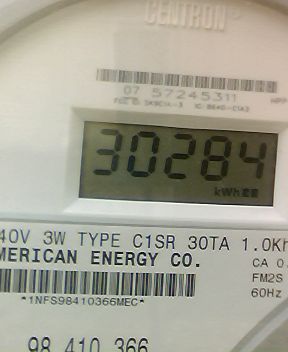 CENTRON®
07 57245311
30284
kWh
40V 3W TYPE C1SR 30TA 1.0Kh
MERICAN ENERGY CO.
CA 0.
FM2S
*1NFS98410366MEC*
60Hz
98 410 366